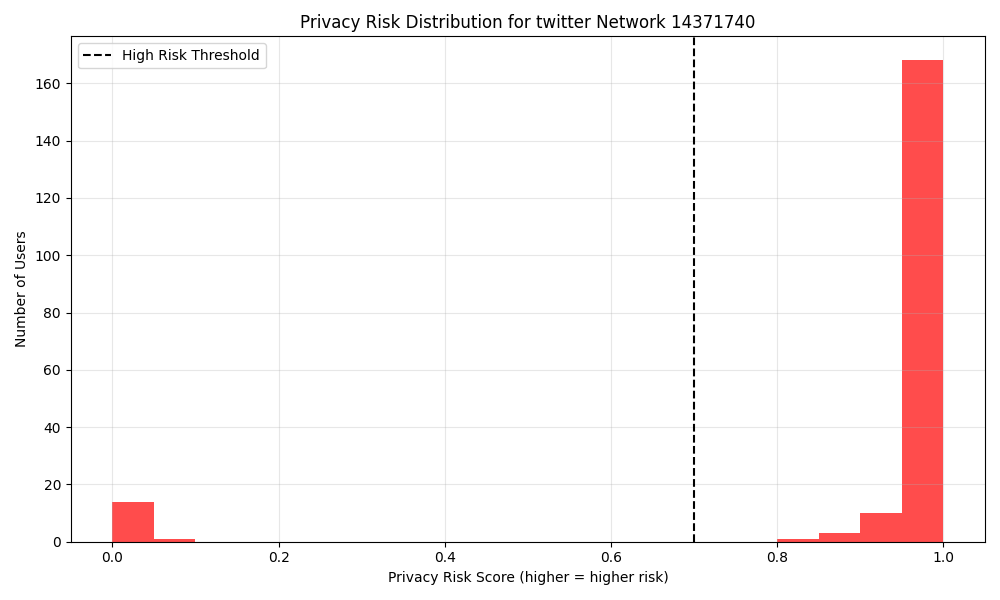 Privacy Risk Distribution for twitter Network 14371740
High Risk Threshold
Number of Users
160
140
120
100
80
60
40
20
0
0.0 0.2 0.4 0.6 0.8 1.0
Privacy Risk Score (higher = higher risk)